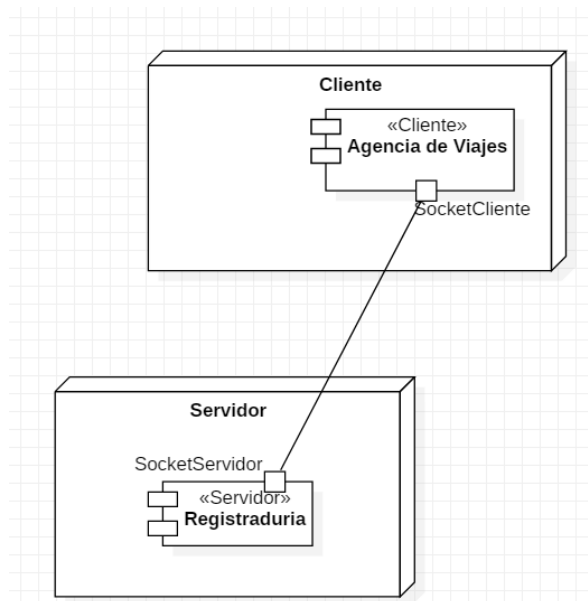 Cliente
«Cliente»
Agencia de Viajes
SocketCliente
Servidor
SocketServidor
«Servidor»
Registraduria